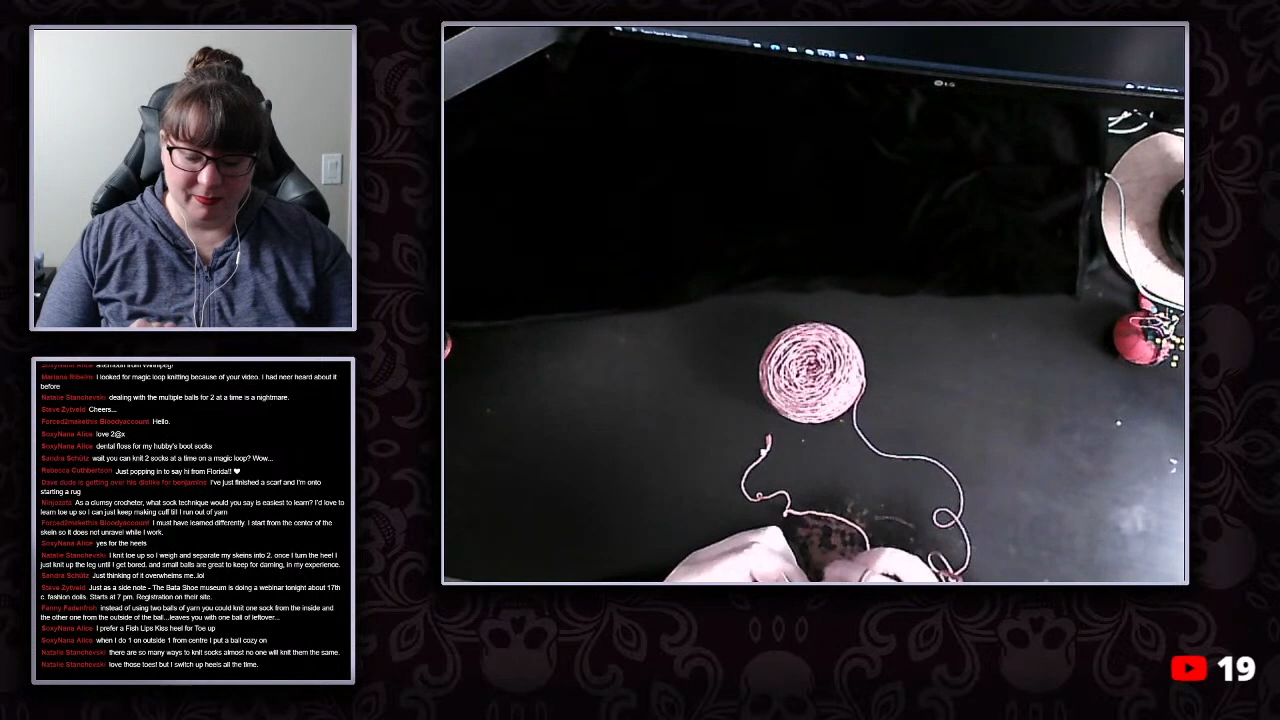 SoxyNana Alice afternoon from Winnipeg!
Mariana Ribeiro I looked for magic loop knitting because of your video. I had neer heard about it
before
Natalie Stanchevski dealing with the multiple balls for 2 at a time is a nightmare.
Steve Zytveld Cheers...
Forced2makethis Bloodyaccount Hello.
SoxyNana Alice love 2@x
SoxyNana Alice dental floss for my hubby's boot socks
Sandra Schütz wait you can knit 2 socks at a time on a magic loop? Wow...
Rebecca Cuthbertson Just popping in to say hi from Florida!! ♥
Dave duds is getting over his dislike for benjamins I've just finished a scarf and I'm onto
starting a rug
As a clumsy crocheter, what sock technique would you say is easiest to learn? I'd love to
learn toe up so I can just keep making cuff till I run out of yarn
Forced2makethis Bloodyaccount I must have learned differently. I start from the center of the
skein so it does not unravel while I work.
SoxyNana Alice yes for the heels
Natalie Stanchevski I knit toe up so I weigh and separate my skeins into 2. once I turn the heel I
just knit up the leg until I get bored. and small balls are great to keep for darning, in my experience.
Sandra Schütz Just thinking of it overwhelms me..lol
Steve Zytveld Just as a side note - The Bata Shoe museum is doing a webinar tonight about 17th
c. fashion dolls. Starts at 7 pm. Registration on their site.
Fanny Fadenfroh instead of using two balls of yarn you could knit one sock from the inside and
the other one from the outside of the ball...leaves you with one ball of leftover...
SoxyNana Alice I prefer a Fish Lips Kiss heel for Toe up
SoxyNana Alice when I do 1 on outside 1 from centre I put a ball cozy on
Natalie Stanchevski there are so many ways to knit socks almost no one will knit them the same.
Natalie Stanchevski love those toes! but I switch up heels all the time.
LG
19